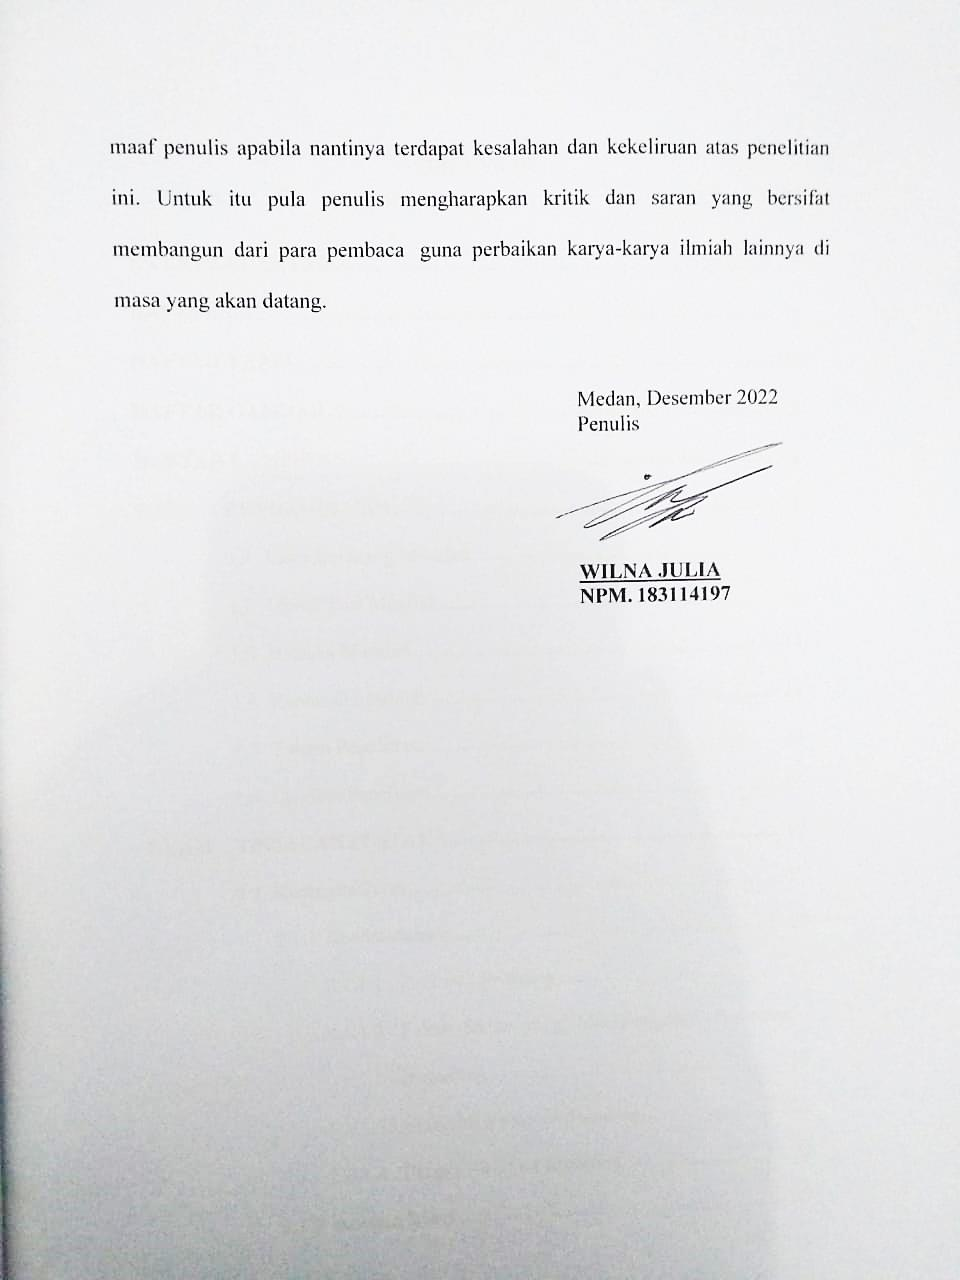 maaf penulis apabila nantinya terdapat kesalahan dan kekeliruan atas penelitian
ini. Untuk itu pula penulis mengharapkan kritik dan saran yang bersifat
membangun dari para pembaca guna perbaikan karya-karya ilmiah lainnya di
masa yang akan datang.
Medan, Desember 2022
Penulis
WILNA JULIA
NPM. 183114197